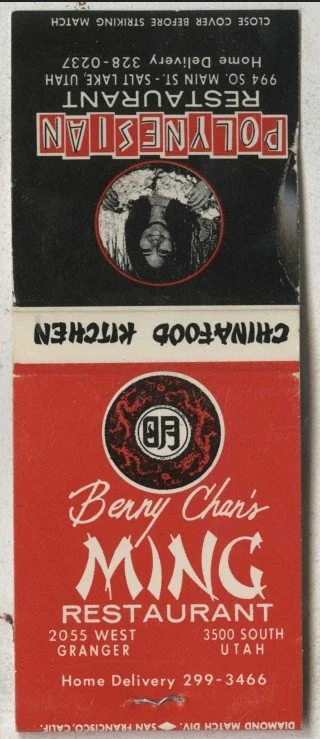 CLOSE COVER BEFORE STRIKING MATCH
Home Delivery 328-0237
994 SO. MAIN ST. - SALT LAKE, UTAH
RESTAURANT
POLYNESIAN
CHINAFOOD KITCHEN
明
Benny Chan's
MING
RESTAURANT
2055 WEST 3500 SOUTH
GRANGER UTAH
Home Delivery 299-3466
DIAMOND MATCH DIV. SAN FRANCISCO, CALIF.